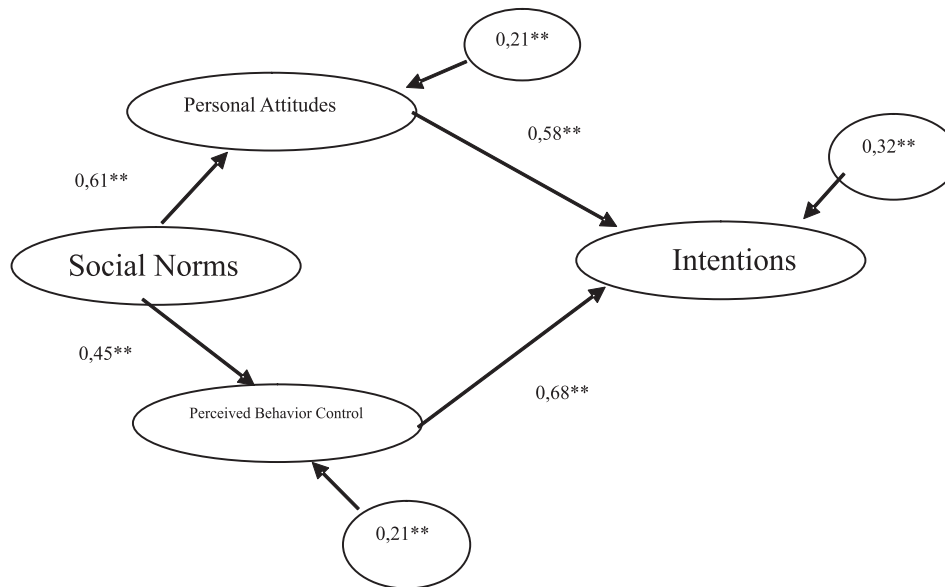 0,21**
Personal Attitudes
0,58**
0,32**
0,61**
Social Norms
Intentions
0,45**
0,68**
Perceived Behavior Control
0,21**